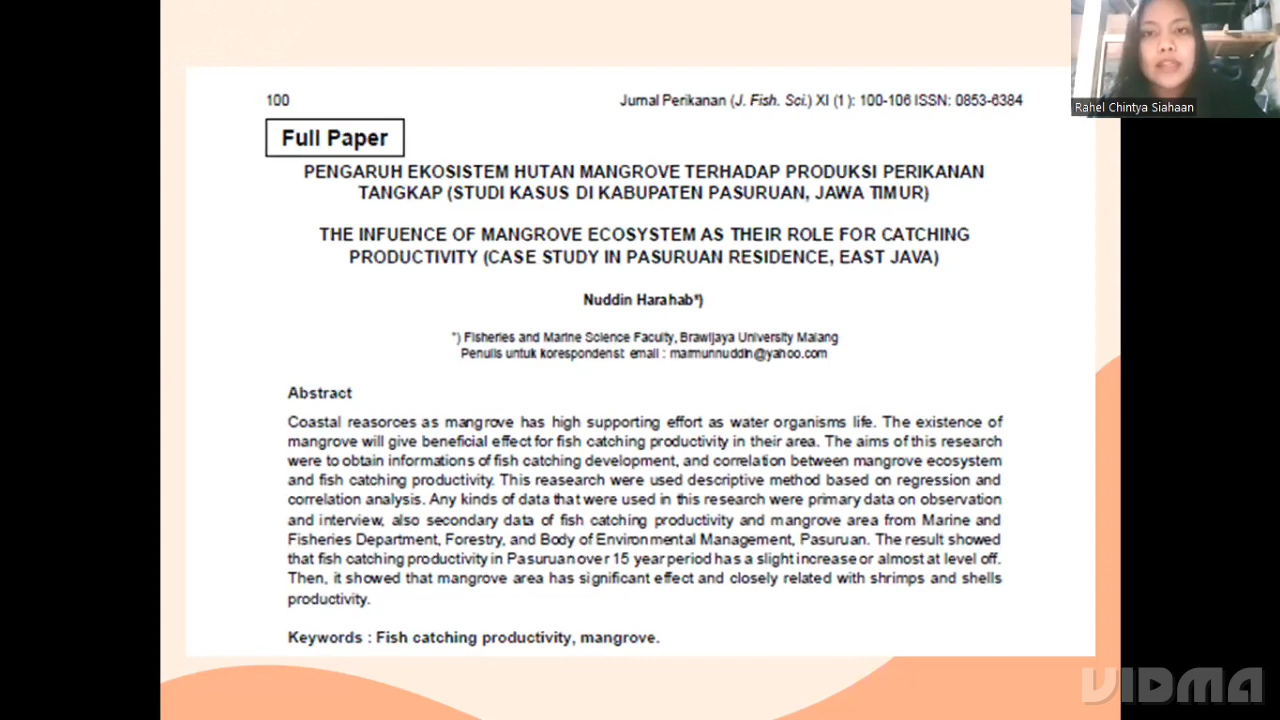 100
Jurnal Perikanan (J. Fish. Sci.) XI (1): 100-106 ISSN: 0853-6384
Full Paper
PENGARUH EKOSISTEM HUTAN MANGROVE TERHADAP PRODUKSI PERIKANAN
TANGKAP (STUDI KASUS DI KABUPATEN PASURUAN, JAWA TIMUR)
THE INFUENCE OF MANGROVE ECOSYSTEM AS THEIR ROLE FOR CATCHING
PRODUCTIVITY (CASE STUDY IN PASURUAN RESIDENCE, EAST JAVA)
Nuddin Harahab*)
*) Fisheries and Marine Science Faculty, Brawijaya University Malang
Penulis untuk korespondensi: email : marmunnuddin@yahoo.com
Abstract
Coastal reasorces as mangrove has high supporting effort as water organisms life. The existence of
mangrove will give beneficial effect for fish catching productivity in their area. The aims of this research
were to obtain informations of fish catching development, and correlation between mangrove ecosystem
and fish catching productivity. This reasearch were used descriptive method based on regression and
correlation analysis. Any kinds of data that were used in this research were primary data on observation
and interview, also secondary data of fish catching productivity and mangrove area from Marine and
Fisheries Department, Forestry, and Body of Environmental Management, Pasuruan. The result showed
that fish catching productivity in Pasuruan over 15 year period has a slight increase or almost at level off.
Then, it showed that mangrove area has significant effect and closely related with shrimps and shells
productivity.
Keywords : Fish catching productivity, mangrove.
Rahel Chintya Siahaan
VIDMA